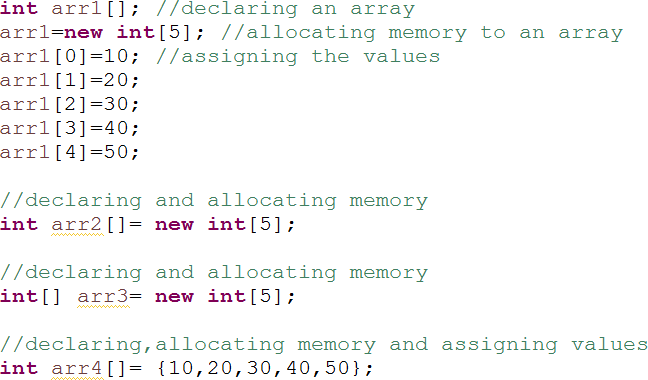 int arr1[]; //declaring an array
arr1=new int[5]; //allocating memory to an array
arr1[0]=10; //assigning the values
arr1[1]=20;
arr1[2]=30;
arr1[3]=40;
arr1[4]=50;
//declaring and allocating memory
int arr2[]= new int[5];
//declaring and allocating memory
int[] arr3= new int[5];
//declaring,allocating memory and assigning values
int arr4[]= {10,20,30,40,50};